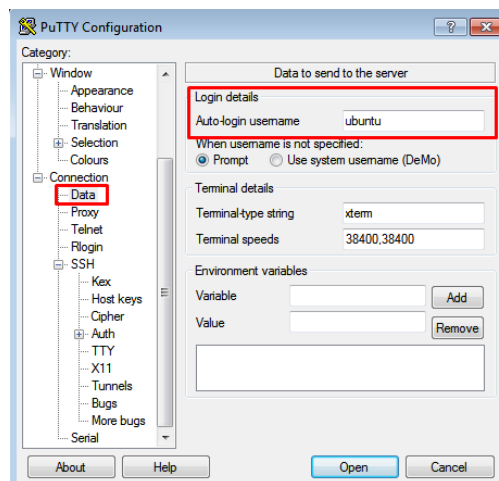 PuTTY Configuration
Category:
Window
Appearance
Behaviour
Translation
Selection
Colours
Connection
Data
Proxy
Telnet
Rlogin
SSH
Kex
Host keys
Cipher
Auth
TTY
X11
Tunnels
Bugs
More bugs
Serial
Data to send to the server
Login details
Auto-login username ubuntu
When username is not specified:
Prompt Use system username (DeMo)
Terminal details
Terminal-type string xterm
Terminal speeds 38400,38400
Environment variables
Variable Add
Value Remove
About Help Open Cancel